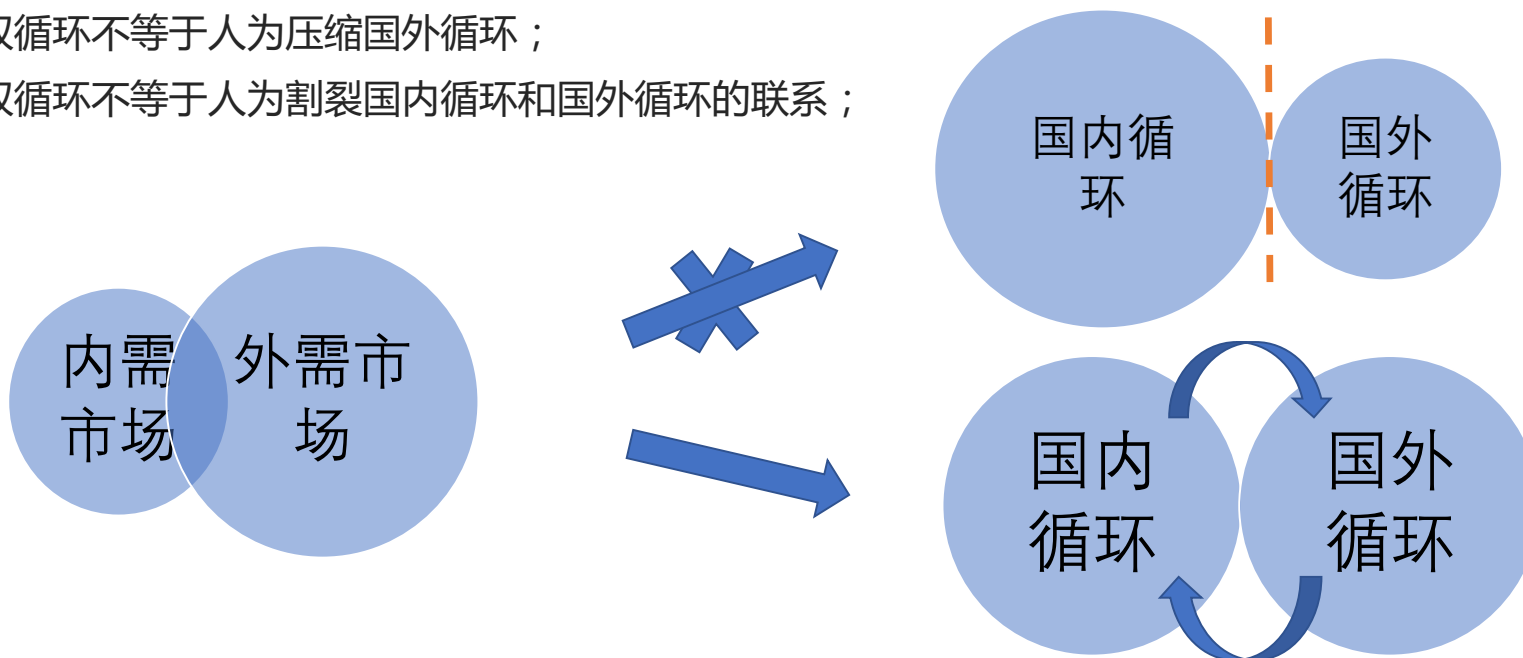 双循环不等于人为压缩国外循环；
双循环不等于人为割裂国内循环和国外循环的联系；
国内循
环
国外
循环
内需
市场
外需市
场
国内
循环
国外
循环